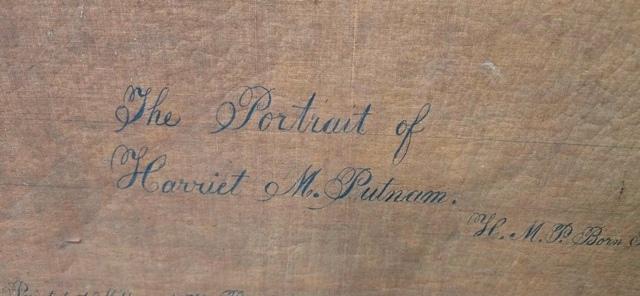 The Portrait of
Harriet M. Putnam.
H. M. P. Born